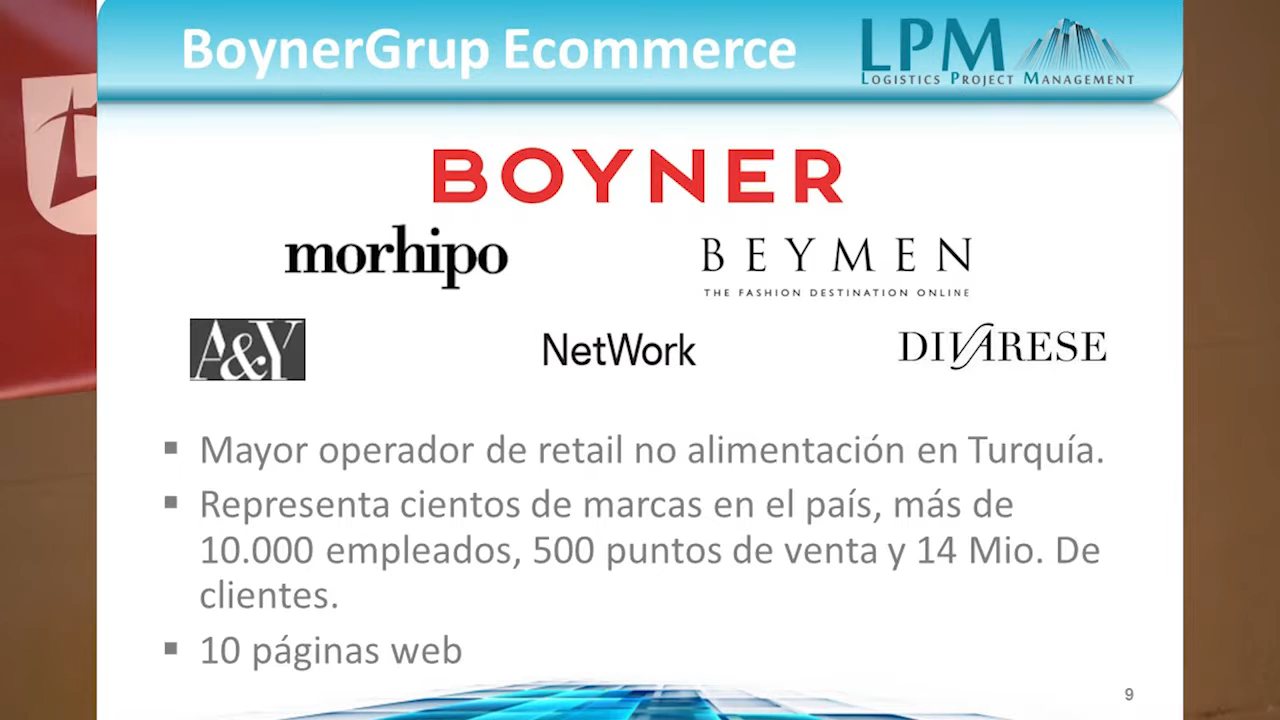 BoynerGrup Ecommerce
LPM
LOGISTICS PROJECT MANAGEMENT
BOYNER
morhipo
BEYMEN
THE FASHION DESTINATION ONLINE
A&Y
NetWork
DIVARESE
▪ Mayor operador de retail no alimentación en Turquía.
▪ Representa cientos de marcas en el país, más de
10.000 empleados, 500 puntos de venta y 14 Mio. De
clientes.
▪ 10 páginas web
9